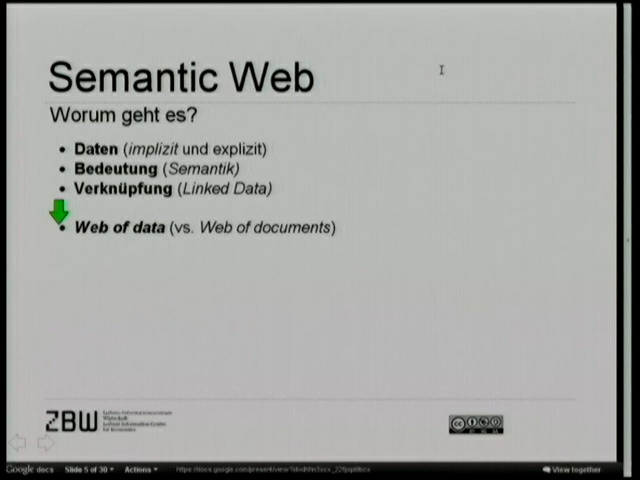 Semantic Web
Worum geht es?
• Daten (implizit und explizit)
• Bedeutung (Semantik)
• Verknüpfung (Linked Data)
• Web of data (vs. Web of documents)
ZBW
Google docs
Slide 5 of 30
Actions
View together